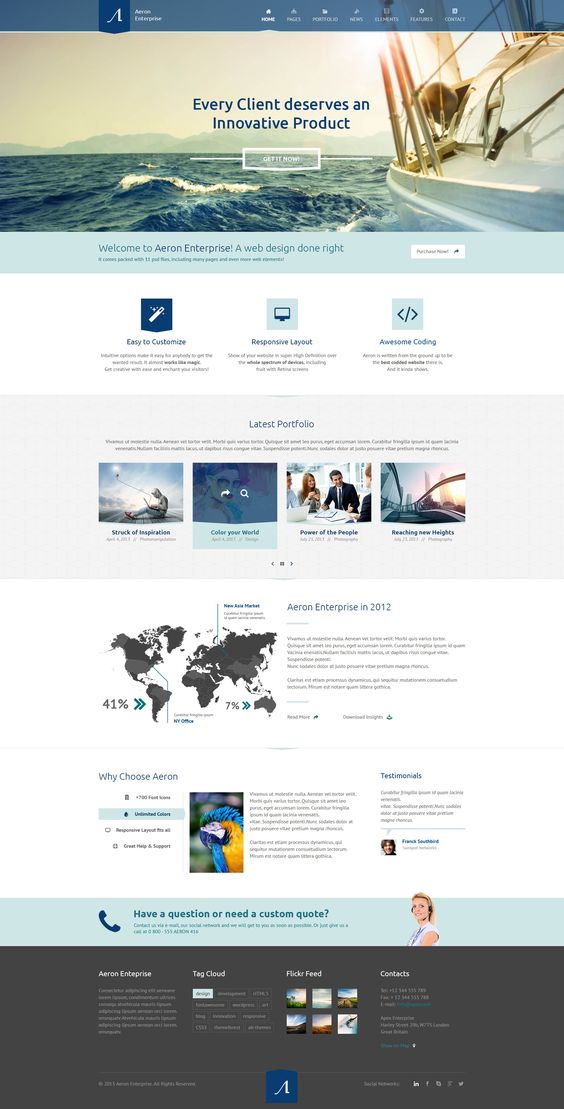 Aeron
Enterprise
HOME
PAGES
PORTFOLIO
NEWS
ELEMENTS
FEATURES
CONTACT
Every Client deserves an
Innovative Product
GET IT NOW!
Welcome to Aeron Enterprise! A web design done right
It comes packed with 11 psd files, including many pages and even more web elements!
Purchase Now!
Easy to Customize
Intuitive options make it easy for anybody to get the
wanted result. It almost works like magic.
Get creative with ease and enchant your visitors!
Responsive Layout
Show of your website in super High Definition over
the whole spectrum of devices, including
fruit with Retina screens
Awesome Coding
Aeron is written from the ground up to be
the best codded website there is.
And it kinda shows.
Latest Portfolio
Vivamus ut molestie nulla. Aenean vel tortor velit. Morbi quis varius tortor. Quisque sit amet leo purus, eget accumsan lorem. Curabitur fringilla ipsum id quam lacinia
venenatis.Nullam facilisis mattis lacus, ut dapibus risus congue vitae. Suspendisse potenti.Nunc sodales dolor at justo posuere vitae pretium magna rhoncus.
Struck of Inspiration
April 4, 2013 // Photomanipulation
Color your World
April 4, 2013 // Design
Power of the People
July 23, 2013 // Photography
Reaching new Heights
July 23, 2013 // Photography
New Asia Market
Curabitur fringilla ipsum
id quam lacinia venenatis.
41%
7%
Curabitur fringilla ipsum
NY Office
Aeron Enterprise in 2012
Vivamus ut molestie nulla. Aenean vel tortor velit. Morbi quis varius tortor.
Quisque sit amet leo purus, eget accumsan lorem. Curabitur fringilla ipsum id quam
lacinia venenatis.Nullam facilisis mattis lacus, ut dapibus risus congue vitae.
Suspendisse potenti.
Nunc sodales dolor at justo posuere vitae pretium magna rhoncus.
Claritas est etiam processus dynamicus, qui sequitur mutationem consuetudium
lectorum. Mirum est notare quam littera gothica.
Read More
Download Insights
Why Choose Aeron
+700 Font Icons
Unlimited Colors
Responsive Layout fits all
Great Help & Support
Vivamus ut molestie nulla. Aenean vel tortor velit. Morbi quis
varius tortor. Quisque sit amet leo purus, eget accumsan
lorem. Curabitur fringilla ipsum id quam lacinia
venenatis.Nullam facilisis mattis lacus, ut dapibus risus congue
vitae. Suspendisse potenti.Nunc sodales dolor at justo posuere
vitae pretium magna rhoncus.
Claritas est etiam processus dynamicus, qui
sequitur mutationem consuetudium lectorum.
Mirum est notare quam littera gothica.
Testimonials
Curabitur fringilla ipsum id quam lacinia
venenatis.
vitae. Suspendisse potenti.Nunc sodales
dolor at justo posuere vitae pretium
magna rhoncus.
Franck Southbird
Sunspot Networks
Have a question or need a custom quote?
Contact us via e-mail, our social network and we will get to you as soon as possible. Or just give us a
call at 0 800 - 555 AERON 416
Aeron Enteprise
Consectetur adipiscing elit aenean
lorem ipsum, condimentum ultrices
consequat atvehicula mauris ipsum
adipiscing lipsum aenean orci lorem
ipsum, atvehicula mauris ipsum
adipiscing lipsum aenean orci lorem
onsequatv.
Tag Cloud
design
development
HTML5
fontawesome
wordpress
art
blog
innovation
responsive
CSS3
themeforest
ab-themes
Flickr Feed
Contacts
Tel: +12 344 555 789
Fax: + 12 344 555 788
E-mail:
Apex Enterprise
Harley Street 29b, W/TS London
Great Britain
Show on Map
© 2013 Aeron Enterprise. All Rights Reserved.
Social Networks: